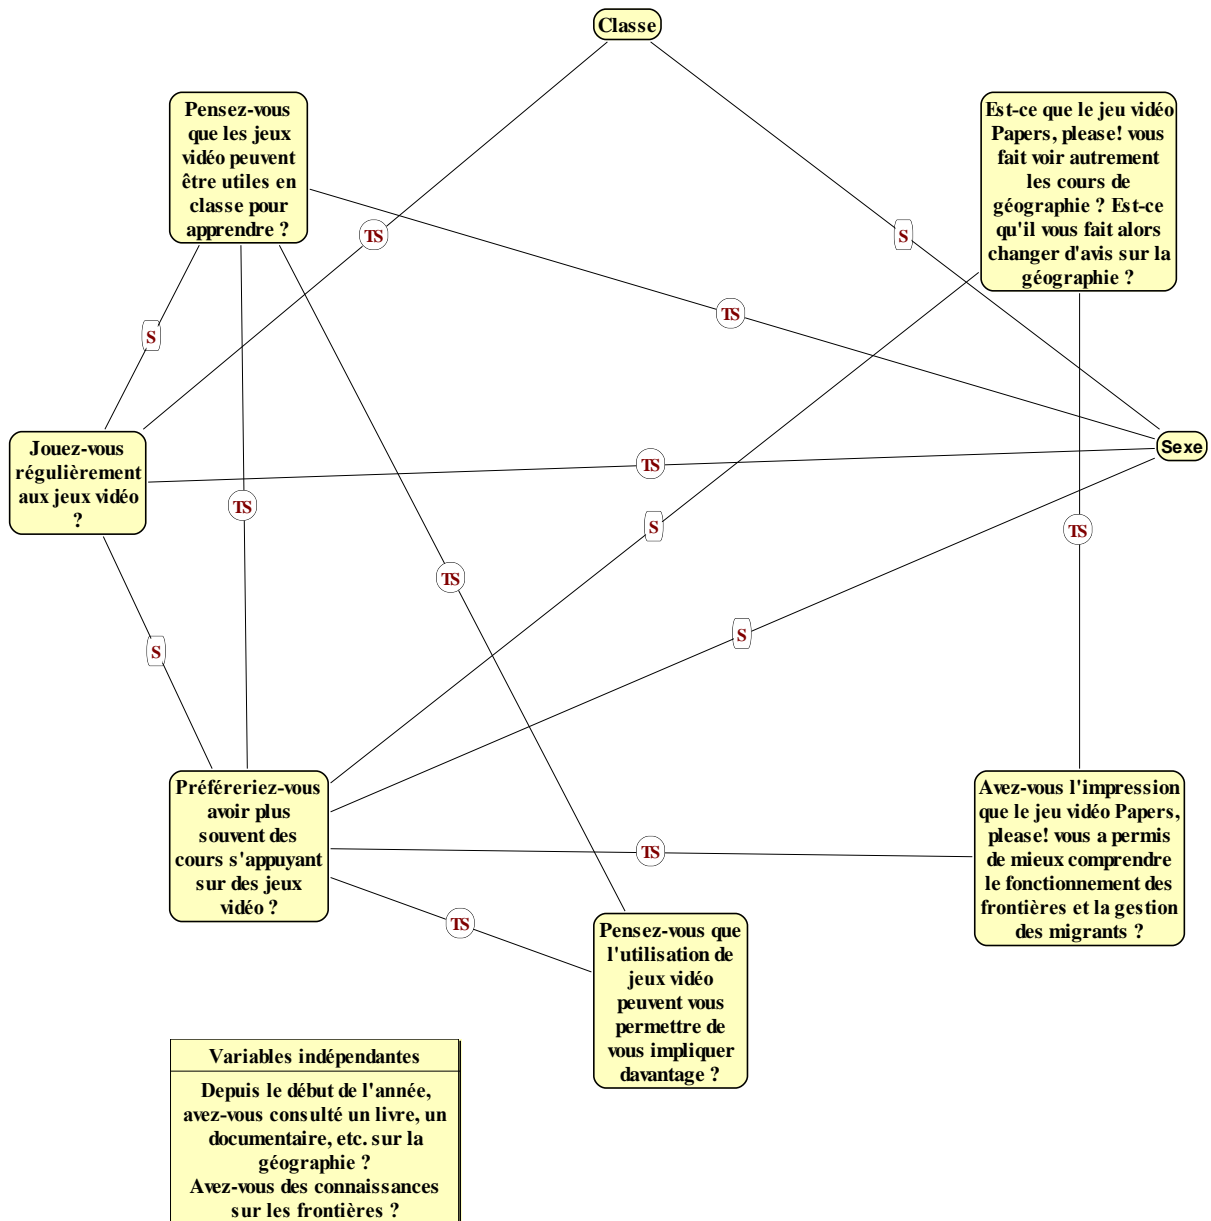 Classe
Pensez-vous
que les jeux
vidéo peuvent
être utiles en
classe pour
apprendre ?
Est-ce que le jeu vidéo
Papers, please! vous
fait voir autrement
les cours de
géographie ? Est-ce
qu'il vous fait alors
changer d'avis sur la
géographie ?
TS
S
TS
S
Jouez-vous
régulièrement
aux jeux vidéo
?
Sexe
TS
TS
S
TS
TS
S
S
Préféreriez-vous
avoir plus
souvent des
cours s'appuyant
sur des jeux
vidéo ?
Avez-vous l'impression
que le jeu vidéo Papers,
please! vous a permis
de mieux comprendre
le fonctionnement des
frontières et la gestion
des migrants ?
TS
TS
Pensez-vous que
l'utilisation de
jeux vidéo
peuvent vous
permettre de
vous impliquer
davantage ?
Variables indépendantes
Depuis le début de l'année,
avez-vous consulté un livre, un
documentaire, etc. sur la
géographie ?
Avez-vous des connaissances
sur les frontières ?